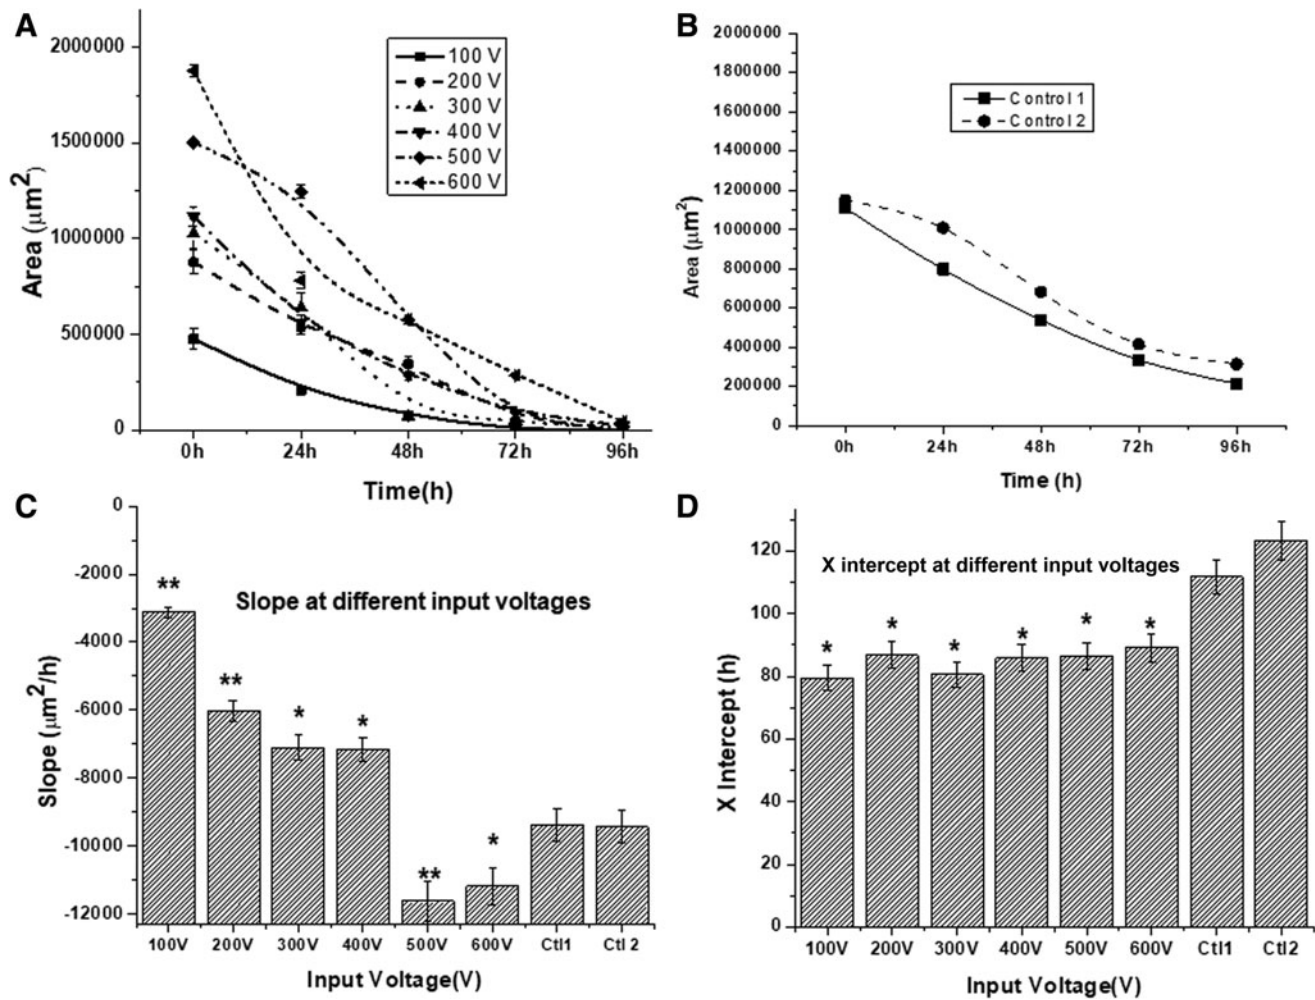 A
2000000
1500000
1000000
500000
0
Area (μm²)
100 V
200 V
300 V
400 V
500 V
600 V
0h 24h 48h 72h 96h
Time(h)
B
2000000
1800000
1600000
1400000
1200000
1000000
800000
600000
400000
200000
0
Area (μm²)
Control 1
Control 2
0h 24h 48h 72h 96h
Time (h)
C
0
-2000
-4000
-6000
-8000
-10000
-12000
Slope (μm²/h)
Slope at different input voltages
** ** * * ** *
100V 200V 300V 400V 500V 600V Ctl1 Ctl 2
Input Voltage(V)
D
120
100
80
60
40
20
0
X Intercept (h)
X intercept at different input voltages
* * * * * *
100V 200V 300V 400V 500V 600V Ctl1 Ctl2
Input Voltage(V)